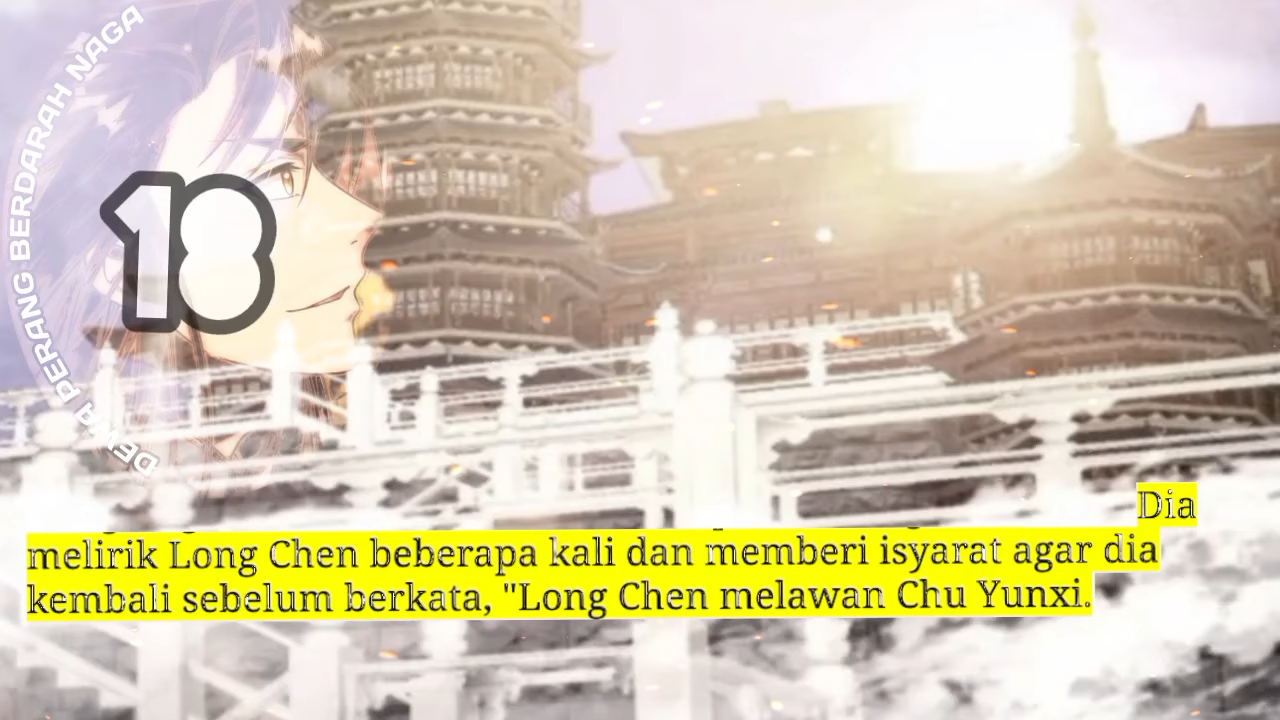 DEWA PERANG BERDARAH NAGA
18
Dia
melirik Long Chen beberapa kali dan memberi isyarat agar dia
kembali sebelum berkata, "Long Chen melawan Chu Yunxi.